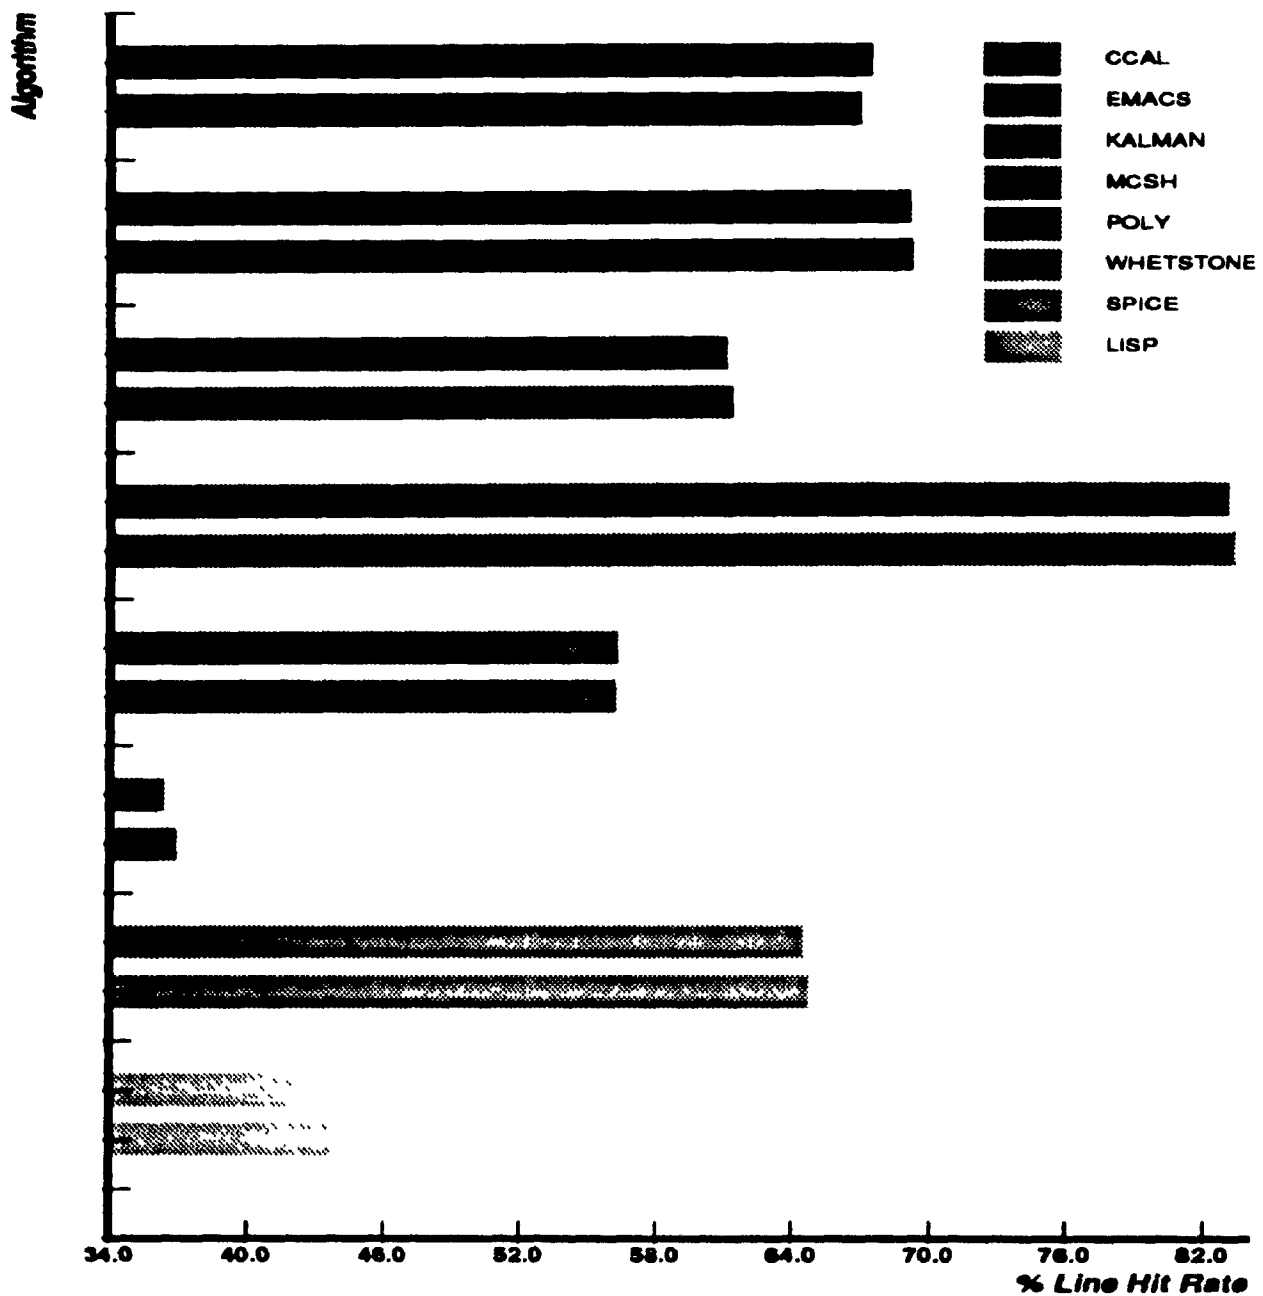 Algorithm
CCAL
EMACS
KALMAN
MCSH
POLY
WHETSTONE
SPICE
LISP
34.0 40.0 46.0 52.0 58.0 64.0 70.0 76.0 82.0
% Line Hit Rate